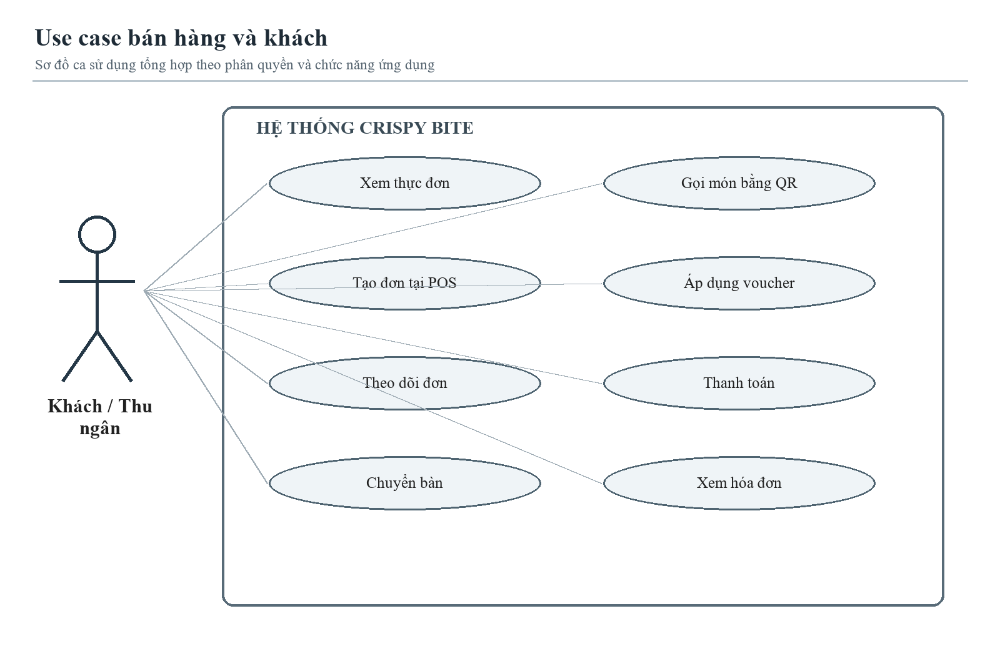 Use case bán hàng và khách
Sơ đồ ca sử dụng tổng hợp theo phân quyền và chức năng ứng dụng
HỆ THỐNG CRISPY BITE
Xem thực đơn
Gọi món bằng QR
Tạo đơn tại POS
Áp dụng voucher
Theo dõi đơn
Thanh toán
Khách / Thu
ngân
Chuyển bàn
Xem hóa đơn